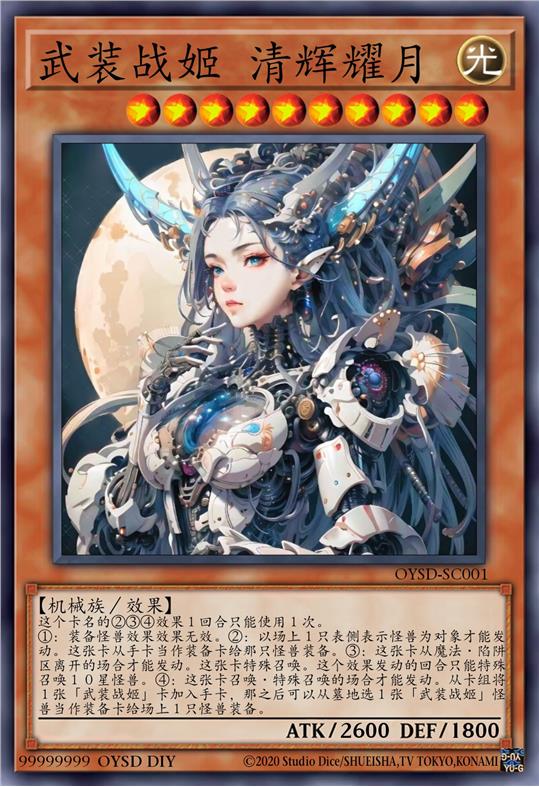 武装战姬 清辉耀月
光
OYSD-SC001
【机械族／效果】
这个卡名的②③④效果1回合只能使用1次。
①：装备怪兽效果效果无效。②：以场上1只表侧表示怪兽为对象才能发
动。这张卡从手卡当作装备卡给那只怪兽装备。③：这张卡从魔法·陷阱
区离开的场合才能发动。这张卡特殊召唤。这个效果发动的回合只能特殊
召唤10星怪兽。④：这张卡召唤·特殊召唤的场合才能发动。从卡组将
1张「武装战姬」卡加入手卡，那之后可以从墓地选1张「武装战姬」怪
兽当作装备卡给场上1只怪兽装备。
ATK/2600 DEF/1800
99999999 OYSD DIY
©2020 Studio Dice/SHUEISHA,TV TOKYO,KONAMI